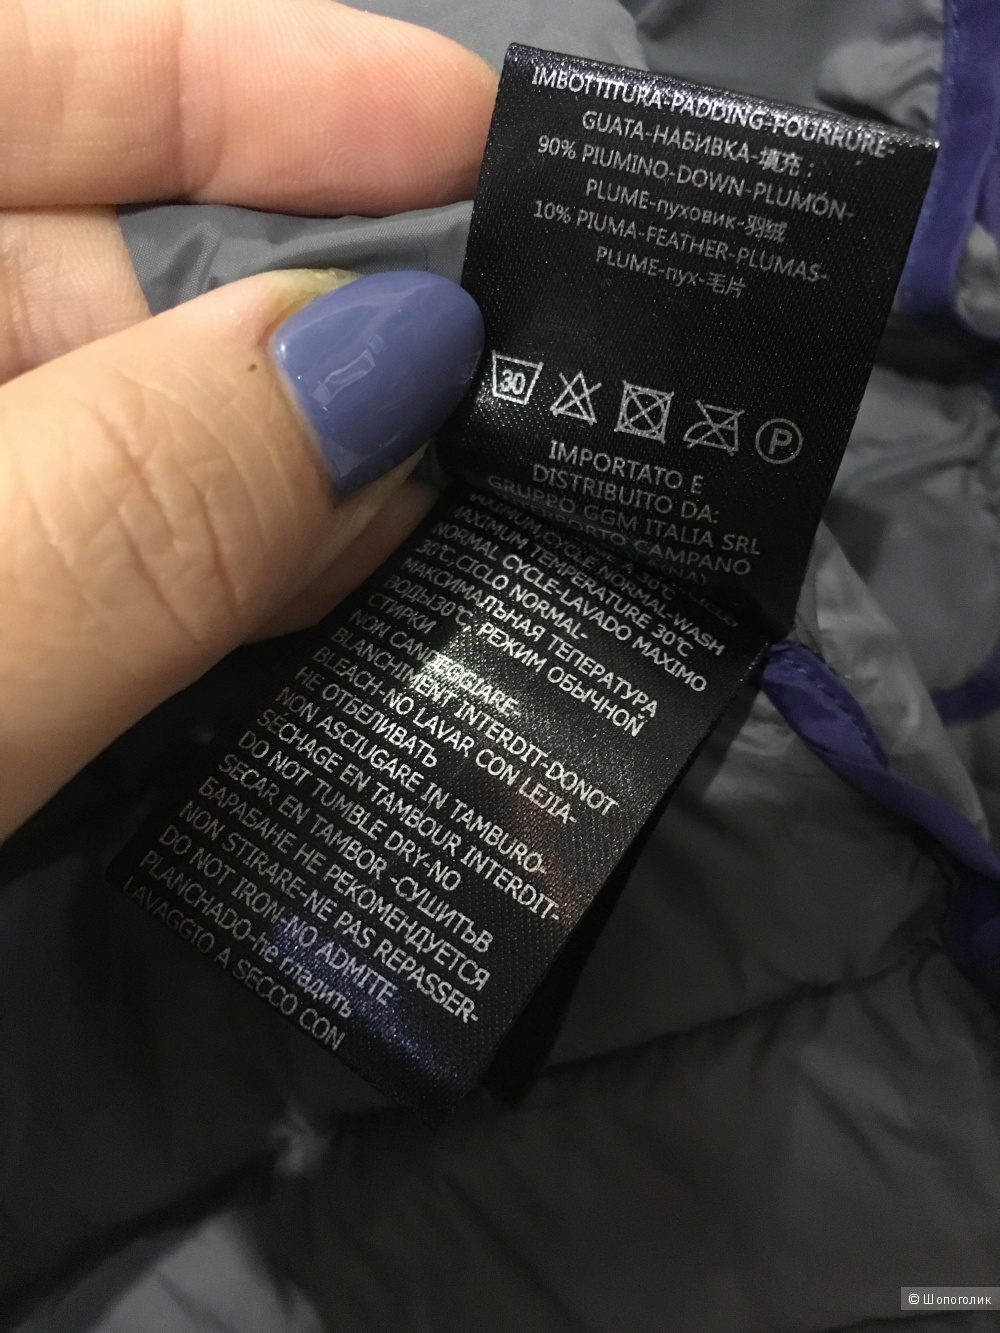 IMBOTTITURA-PADDING-FOURRURE-
GUATA-НАБИВКА-填充:
90% PIUMINO-DOWN-PLUMÓN-
PLUME-пуховик-羽绒
10% PIUMA-FEATHER-PLUMAS-
PLUME-пух-毛片
30
P
IMPORTATO E
DISTRIBUITO DA:
GRUPPO GGM ITALIA SRL
CAMPANO
MAXIMUM TEMPERATURE 30℃
NORMAL CYCLE-LAVADO MAXIMO
30℃ CICLO NORMAL-
МАКСИМАЛЬНАЯ ТЕПЕРАТУРА
ВОДЫ30℃ РЕЖИМ ОБЫЧНОЙ
СТИРКИ
NON CANDEGGIARE
BLANCHIMENT INTERDIT-DONOT
BLEACH-NO LAVAR CON LEJIA-
НЕ ОТБЕЛИВАТЬ
NON ASCIUGARE IN TAMBURO-
SECHAGE EN TAMBOUR INTERDIT-
DO NOT TUMBLE DRY-NO
SECAR EN TAMBOR -СУШИТЬВ
БАРАБАНЕ НЕ РЕКОМЕНДУЕТСЯ
NON STIRARE-NE PAS REPASSER-
DO NOT IRON-NO ADMITE
PLANCHADO-не гладить
LAVAGGIO A SECCO CON
© Шопоголик